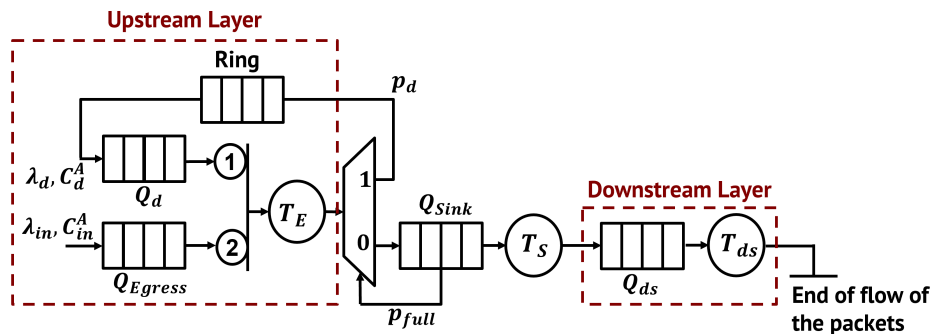 Upstream Layer
Ring
p_d
λ_d, C_d^A
Q_d
1
T_E
1
0
λ_in, C_in^A
Q_Egress
2
Q_Sink
T_S
p_full
Downstream Layer
Q_ds
T_ds
End of flow of
the packets